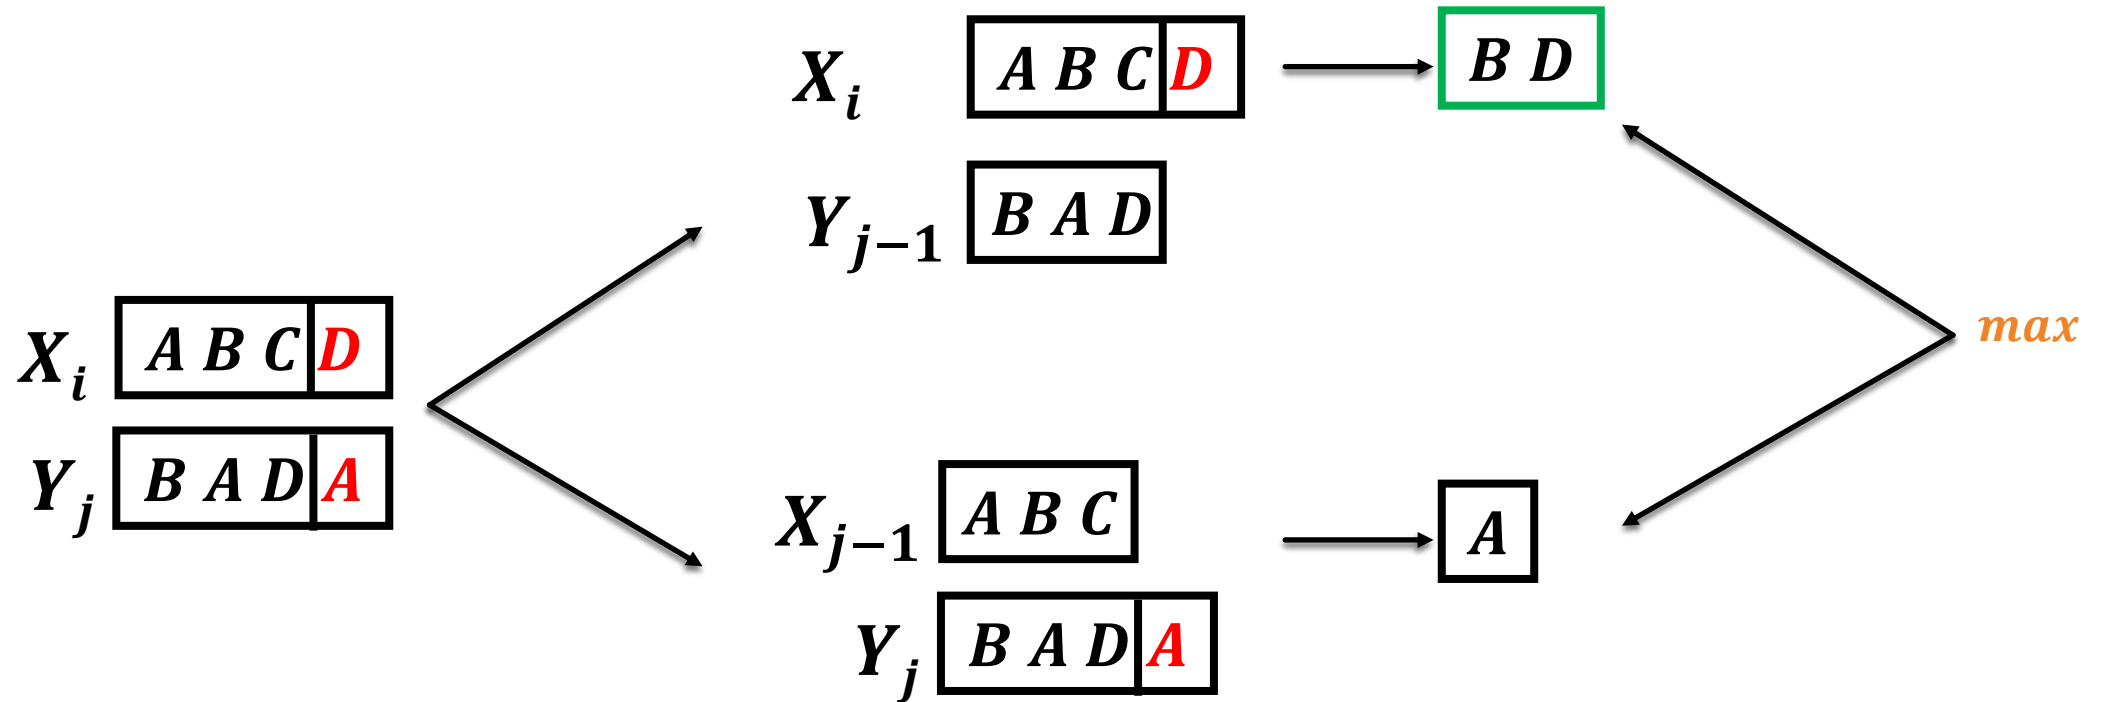 X_i A B C D B D
Y_{j-1} B A D
X_i A B C D
Y_j B A D A
max
X_{j-1} A B C A
Y_j B A D A